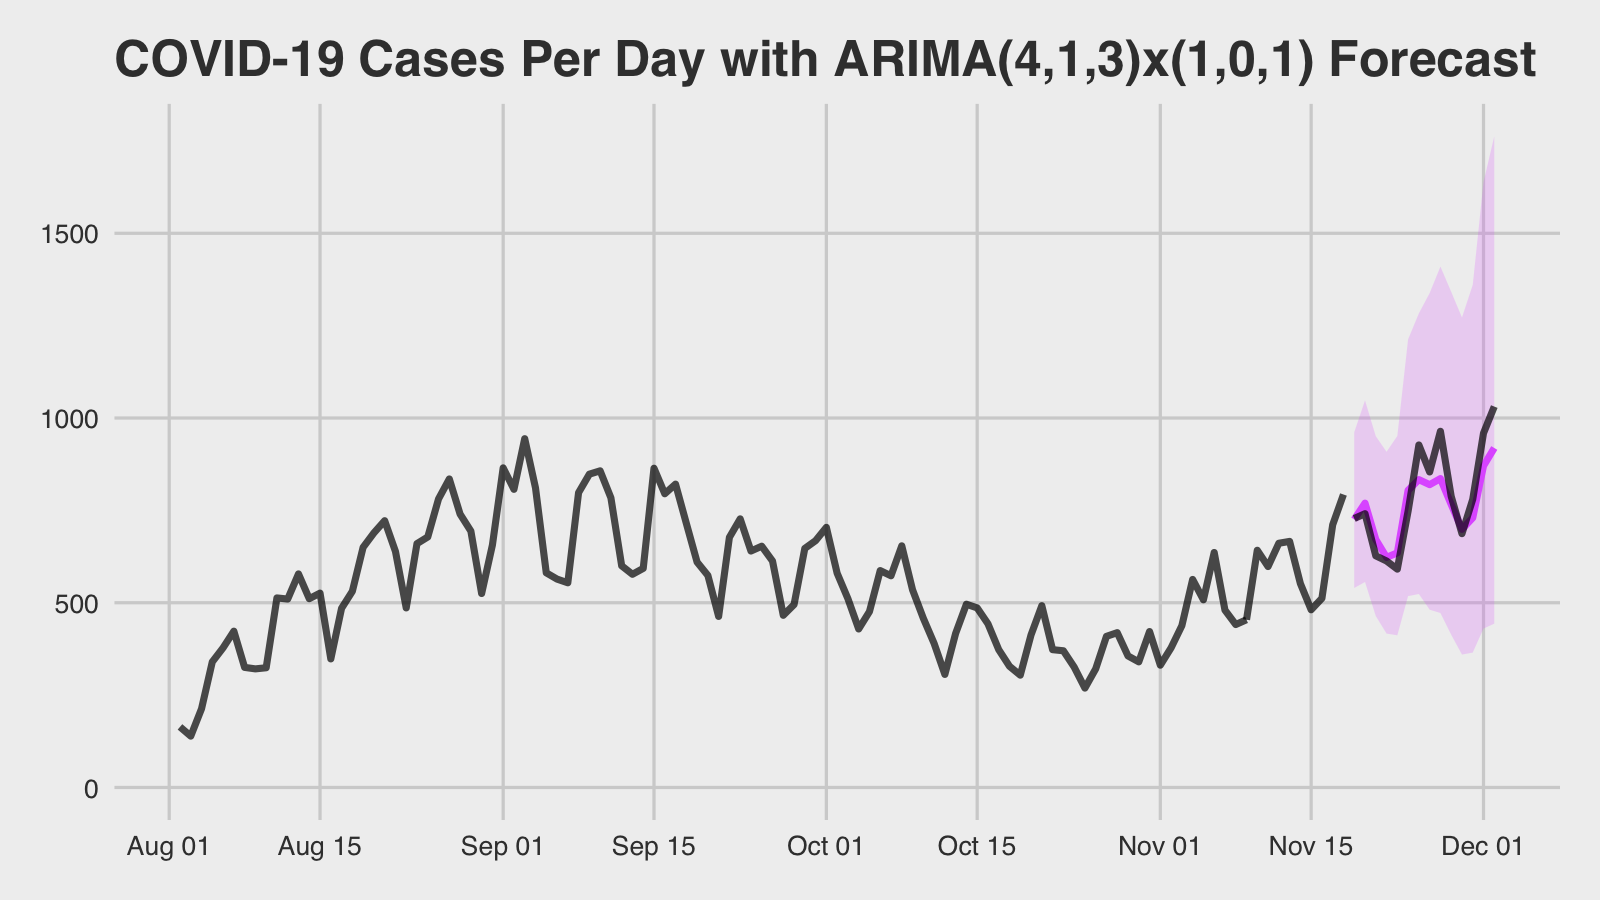 COVID-19 Cases Per Day with ARIMA(4,1,3)x(1,0,1) Forecast
1500
1000
500
0
Aug 01 Aug 15 Sep 01 Sep 15 Oct 01 Oct 15 Nov 01 Nov 15 Dec 01